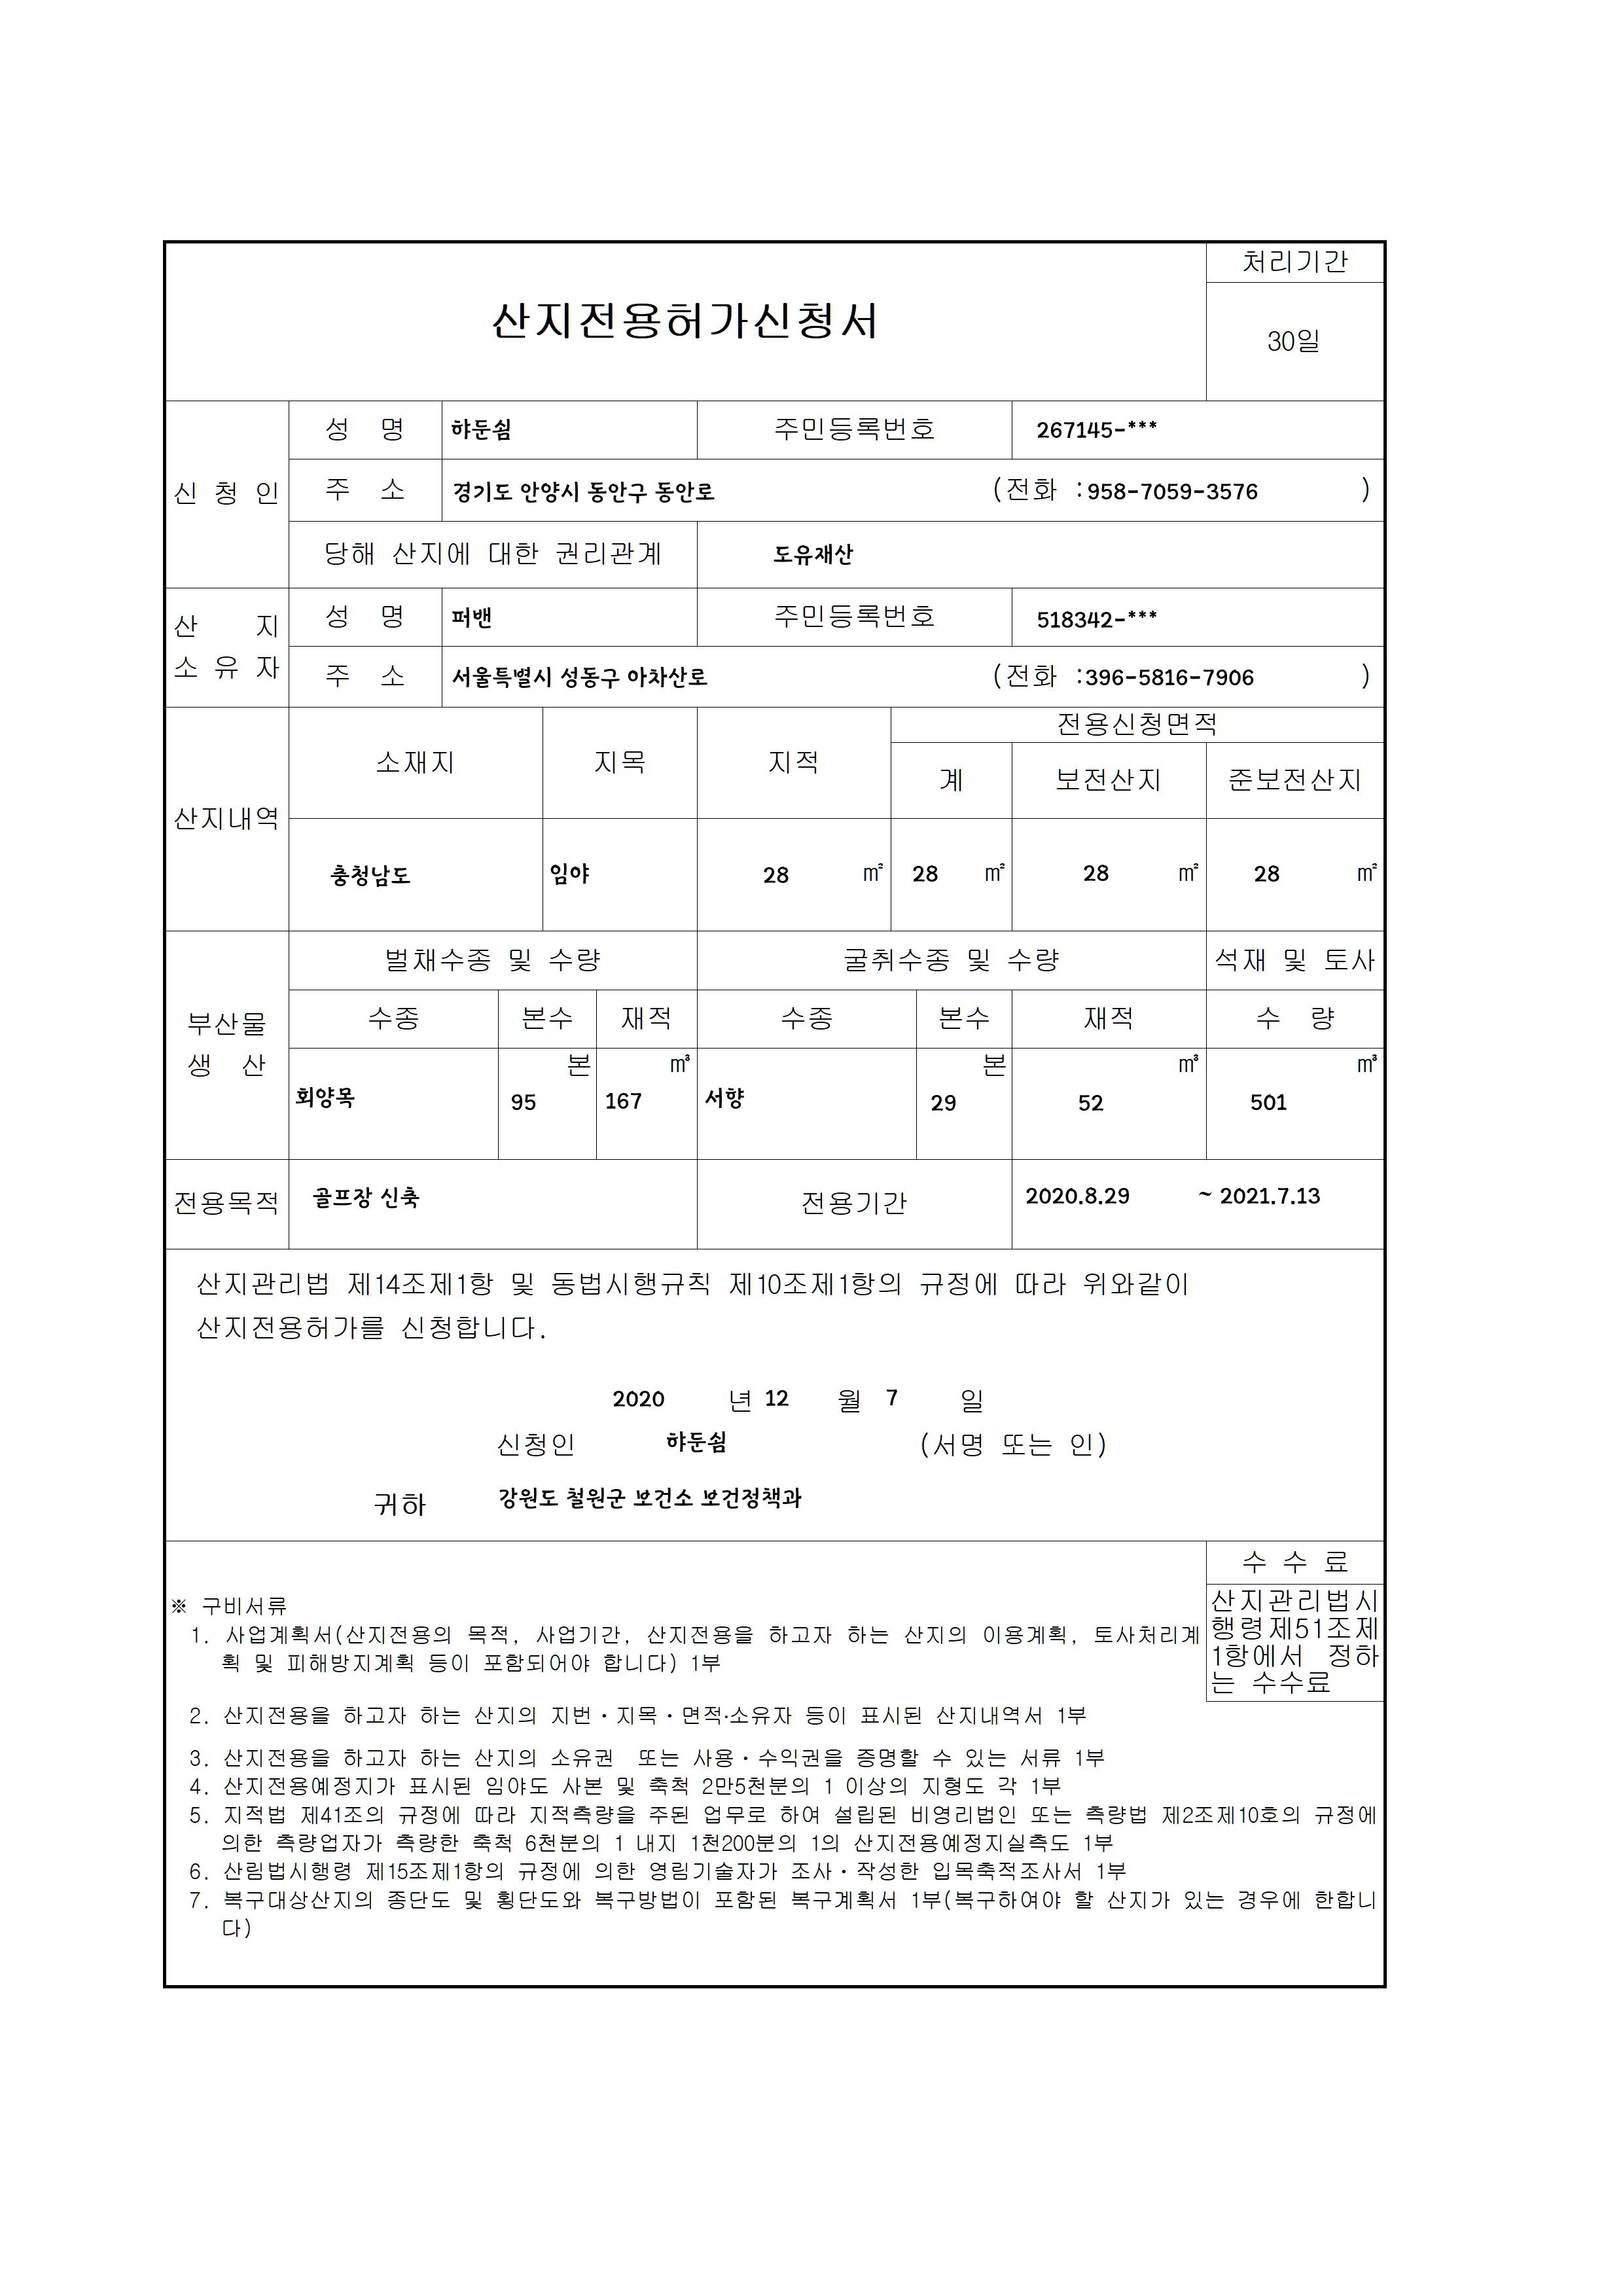 처리기간
산지전용허가신청서
30일
신 청 인
성 명 햐둔쉼 주민등록번호 267145-***
주 소 경기도 안양시 동안구 동안로 (전화 :958-7059-3576 )
당해 산지에 대한 권리관계 도유재산
산 지
소 유 자
성 명 퍼밴 주민등록번호 518342-***
주 소 서울특별시 성동구 아차산로 (전화 :396-5816-7906 )
산지내역
소재지 지목 지적 전용신청면적
계 보전산지 준보전산지
충청남도 임야 28 ㎡ 28 ㎡ 28 ㎡ 28 ㎡
부산물
생 산
벌채수종 및 수량 굴취수종 및 수량 석재 및 토사
수종 본수 재적 수종 본수 재적 수 량
본 ㎥ 본 ㎥ ㎥
회양목 95 167 서향 29 52 501
전용목적 골프장 신축 전용기간 2020.8.29 ~ 2021.7.13
산지관리법 제14조제1항 및 동법시행규칙 제10조제1항의 규정에 따라 위와같이
산지전용허가를 신청합니다.
2020 년 12 월 7 일
신청인 햐둔쉼 (서명 또는 인)
귀하 강원도 철원군 보건소 보건정책과
수 수 료
산지관리법시
행령제51조제
1항에서 정하
는 수수료
※ 구비서류
1. 사업계획서(산지전용의 목적, 사업기간, 산지전용을 하고자 하는 산지의 이용계획, 토사처리계
획 및 피해방지계획 등이 포함되어야 합니다) 1부
2. 산지전용을 하고자 하는 산지의 지번·지목·면적·소유자 등이 표시된 산지내역서 1부
3. 산지전용을 하고자 하는 산지의 소유권 또는 사용·수익권을 증명할 수 있는 서류 1부
4. 산지전용예정지가 표시된 임야도 사본 및 축척 2만5천분의 1 이상의 지형도 각 1부
5. 지적법 제41조의 규정에 따라 지적측량을 주된 업무로 하여 설립된 비영리법인 또는 측량법 제2조제10호의 규정에
의한 측량업자가 측량한 축척 6천분의 1 내지 1천200분의 1의 산지전용예정지실측도 1부
6. 산림법시행령 제15조제1항의 규정에 의한 영림기술자가 조사·작성한 입목축적조사서 1부
7. 복구대상산지의 종단도 및 횡단도와 복구방법이 포함된 복구계획서 1부(복구하여야 할 산지가 있는 경우에 한합니
다)